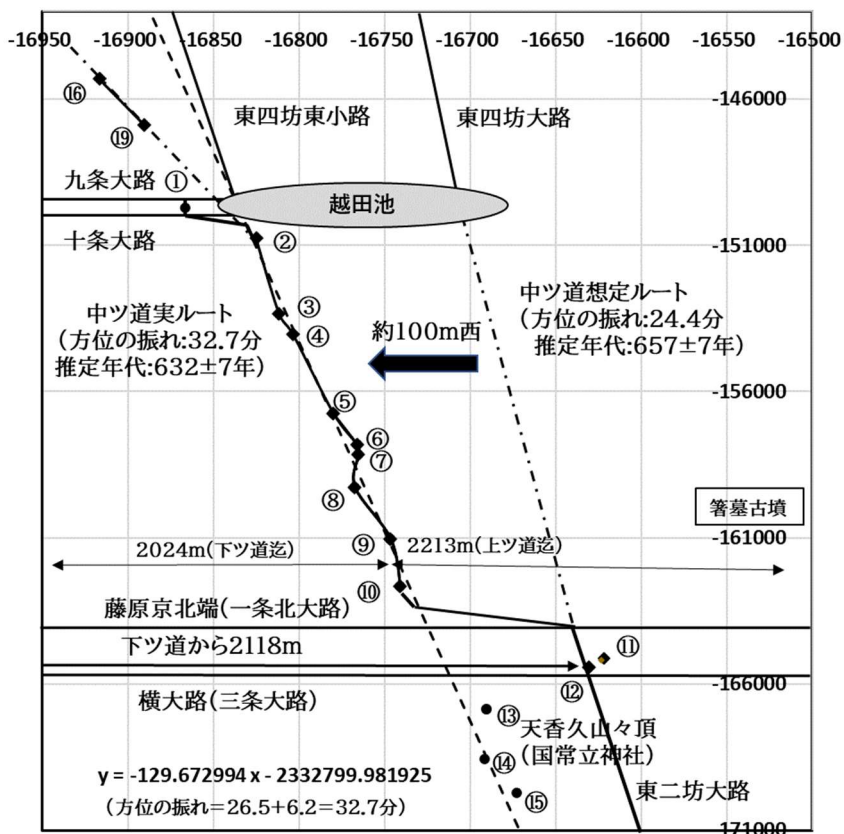 -16950 -16900 -16850 -16800 -16750 -16700 -16650 -16600 -16550 -16500
⑯
-146000
東四坊東小路
東四坊大路
⑲
九条大路
①
越田池
十条大路
②
-151000
中ツ道実ルート
(方位の振れ:32.7分
推定年代:632±7年)
③
④
約100m西
中ツ道想定ルート
(方位の振れ:24.4分
推定年代:657±7年)
⑤
-156000
⑥
⑦
⑧
箸墓古墳
⑨
-161000
2024m(下ツ道迄)
2213m(上ツ道迄)
⑩
藤原京北端(一条北大路)
下ツ道から2118m
⑪
⑫
-166000
横大路(三条大路)
⑬
天香久山々頂
(国常立神社)
⑭
y = -129.672994 x - 2332799.981925
(方位の振れ=26.5+6.2=32.7分)
⑮
東二坊大路
-171000